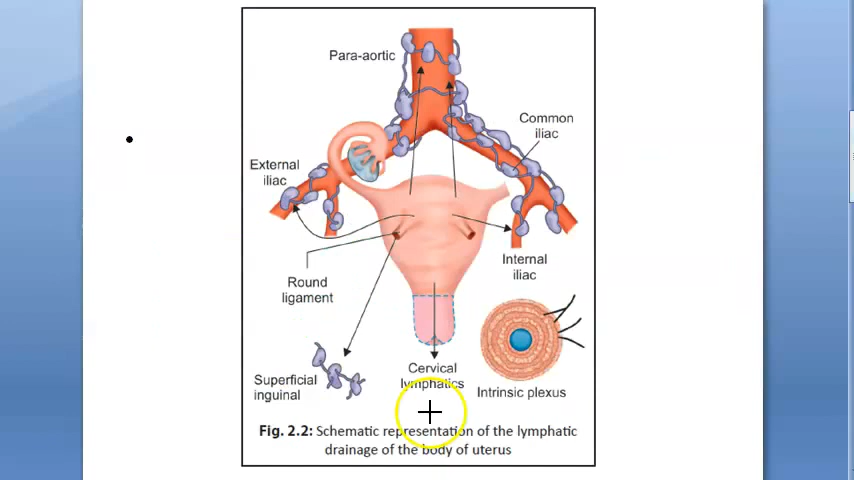 Para-aortic
Common
iliac
External
iliac
Internal
iliac
Round
ligament
Superficial
inguinal
Cervical
lymphatics
Intrinsic plexus
Fig. 2.2: Schematic representation of the lymphatic
drainage of the body of uterus